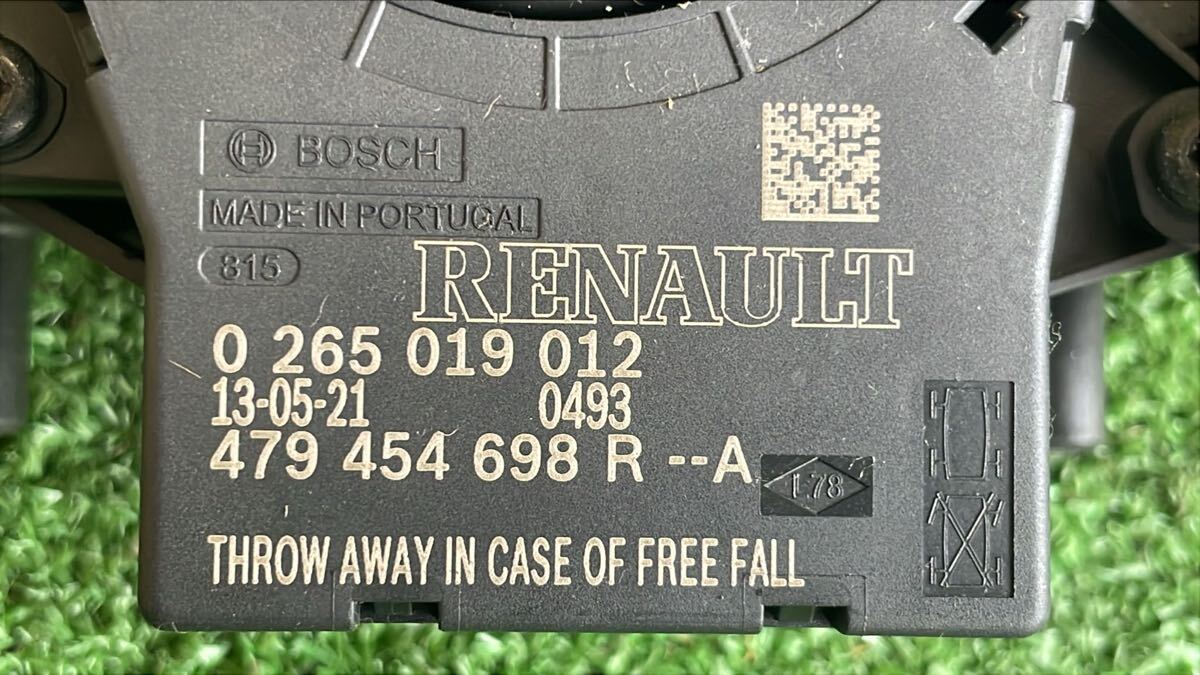 BOSCH
MADE IN PORTUGAL
815
RENAULT
0 265 019 012
13-05-21 0493
479 454 698 R --A
L78
THROW AWAY IN CASE OF FREE FALL